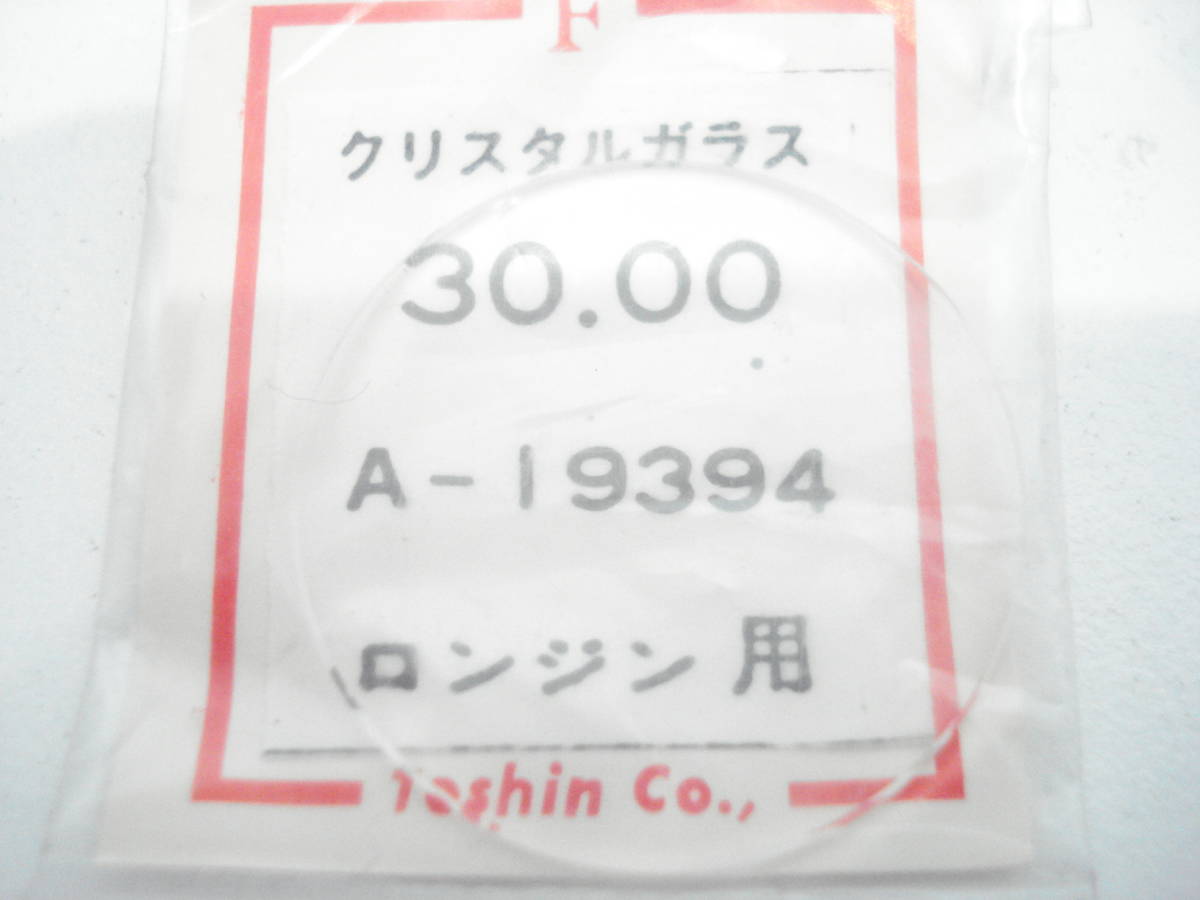 F
クリスタルガラス
30.00
A-19394
ロンジン用
Toshin Co.,